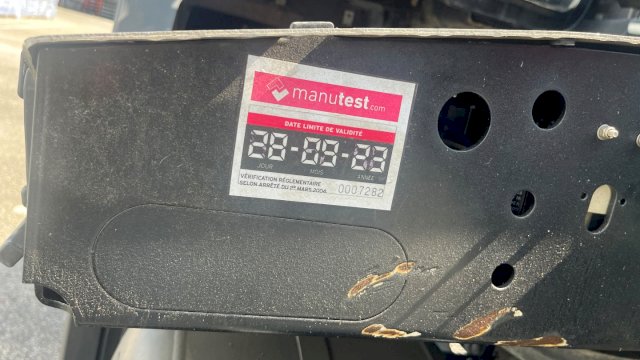 manutest.com
DATE LIMITE DE VALIDITÉ
28-09-23
JOUR MOIS ANNÉE
VÉRIFICATION RÉGLEMENTAIRE
SELON ARRÊTÉ DU 1ER MARS 2004
0007282